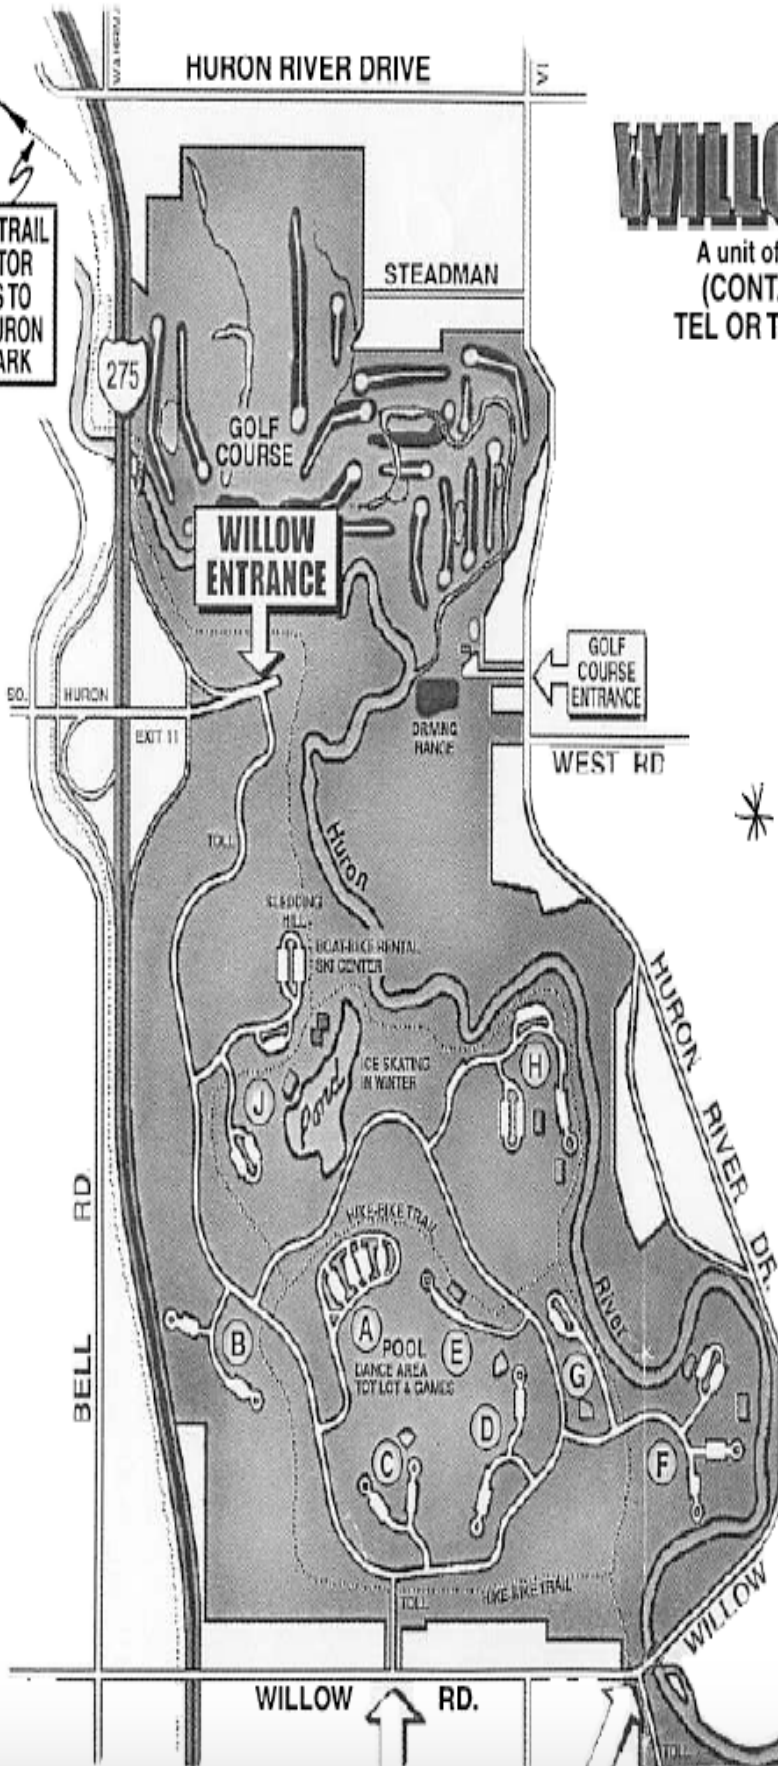 HURON RIVER DRIVE
WILLO
A unit of
(CONT
TEL OR T
TRAIL
TOR
S TO
URON
ARK
STEADMAN
275
GOLF
COURSE
WILLOW
ENTRANCE
GOLF
COURSE
ENTRANCE
SO. HURON
EXIT 11
DRIVING
RANGE
WEST RD
TOLL
Huron
SLEDDING
HILL
BOAT-BIKE RENTAL
SKI CENTER
HURON RIVER DR.
H
ICE SKATING
IN WINTER
Pond
J
BELL RD.
HIKE-BIKE TRAIL
River
A
B
POOL
DANCE AREA
TOT LOT & GAMES
E
G
D
C
F
TOLL
HIKE-BIKE TRAIL
WILLOW
WILLOW RD.
TOLL